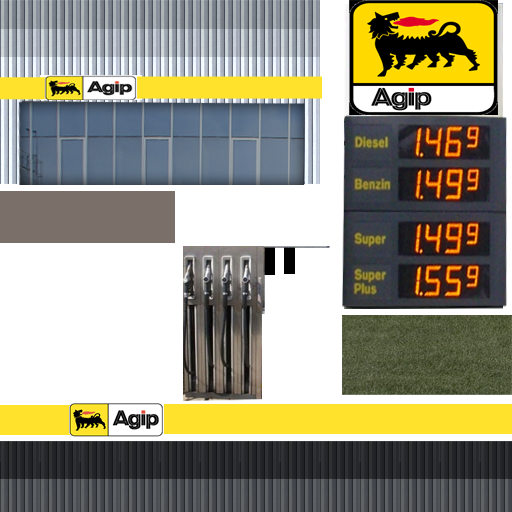 Agip
Agip
Diesel 1.469
Benzin 1.499
Super 1.499
Super
Plus 1.559
Agip